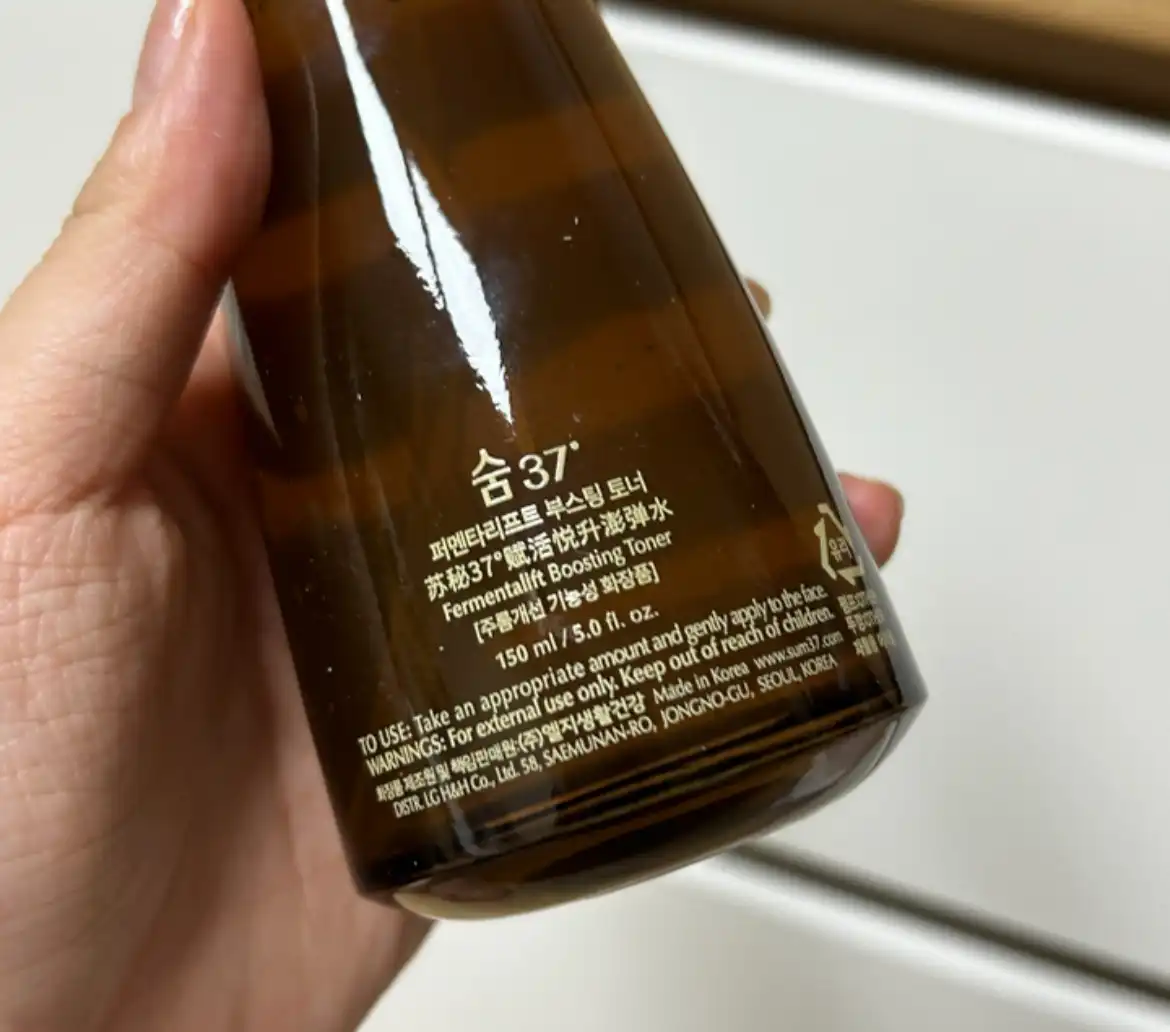 숨37°
퍼멘타리프트 부스팅 토너
苏秘37°赋活悦升澎弹水
Fermentalift Boosting Toner
[주름개선 기능성 화장품]
150 ml / 5.0 fl. oz.
TO USE: Take an appropriate amount and gently apply to the face.
WARNINGS: For external use only. Keep out of reach of children.
화장품제조원 및 책임판매원:(주)엘지생활건강 Made in Korea www.sum37.com
DISTR. LG H&H Co., Ltd. 58, SAEMUNAN-RO, JONGNO-GU, SEOUL, KOREA
유리